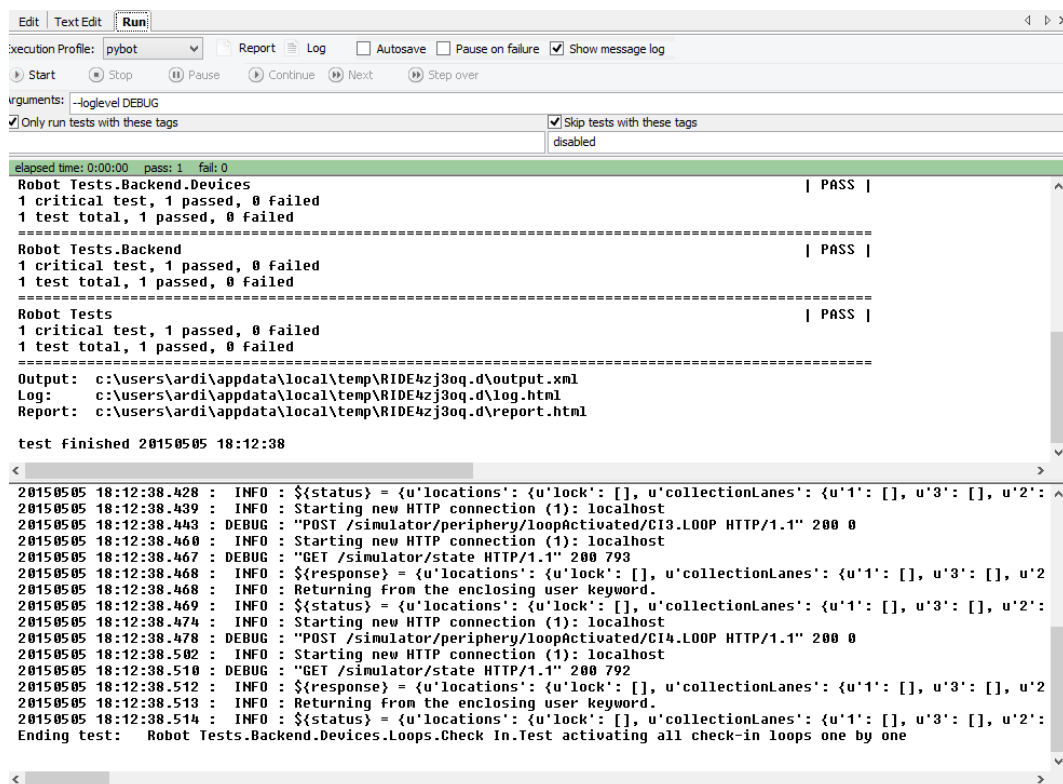 Edit Text Edit Run
Execution Profile: pybot Report Log Autosave Pause on failure Show message log
Start Stop Pause Continue Next Step over
Arguments: --loglevel DEBUG
Only run tests with these tags Skip tests with these tags
disabled
elapsed time: 0:00:00 pass: 1 fail: 0
Robot Tests.Backend.Devices | PASS |
1 critical test, 1 passed, 0 failed
1 test total, 1 passed, 0 failed
==============================================================================
Robot Tests.Backend | PASS |
1 critical test, 1 passed, 0 failed
1 test total, 1 passed, 0 failed
==============================================================================
Robot Tests | PASS |
1 critical test, 1 passed, 0 failed
1 test total, 1 passed, 0 failed
==============================================================================
Output: c:\users\ardi\appdata\local\temp\RIDE4zj3oq.d\output.xml
Log: c:\users\ardi\appdata\local\temp\RIDE4zj3oq.d\log.html
Report: c:\users\ardi\appdata\local\temp\RIDE4zj3oq.d\report.html
test finished 20150505 18:12:38
20150505 18:12:38.428 : INFO : ${status} = {u'locations': {u'lock': [], u'collectionLanes': {u'1': [], u'3': [], u'2':
20150505 18:12:38.439 : INFO : Starting new HTTP connection (1): localhost
20150505 18:12:38.443 : DEBUG : "POST /simulator/periphery/loopActivated/CI3.LOOP HTTP/1.1" 200 0
20150505 18:12:38.460 : INFO : Starting new HTTP connection (1): localhost
20150505 18:12:38.467 : DEBUG : "GET /simulator/state HTTP/1.1" 200 793
20150505 18:12:38.468 : INFO : ${response} = {u'locations': {u'lock': [], u'collectionLanes': {u'1': [], u'3': [], u'2
20150505 18:12:38.468 : INFO : Returning from the enclosing user keyword.
20150505 18:12:38.469 : INFO : ${status} = {u'locations': {u'lock': [], u'collectionLanes': {u'1': [], u'3': [], u'2':
20150505 18:12:38.474 : INFO : Starting new HTTP connection (1): localhost
20150505 18:12:38.478 : DEBUG : "POST /simulator/periphery/loopActivated/CI4.LOOP HTTP/1.1" 200 0
20150505 18:12:38.502 : INFO : Starting new HTTP connection (1): localhost
20150505 18:12:38.510 : DEBUG : "GET /simulator/state HTTP/1.1" 200 792
20150505 18:12:38.512 : INFO : ${response} = {u'locations': {u'lock': [], u'collectionLanes': {u'1': [], u'3': [], u'2
20150505 18:12:38.513 : INFO : Returning from the enclosing user keyword.
20150505 18:12:38.514 : INFO : ${status} = {u'locations': {u'lock': [], u'collectionLanes': {u'1': [], u'3': [], u'2':
Ending test: Robot Tests.Backend.Devices.Loops.Check In.Test activating all check-in loops one by one